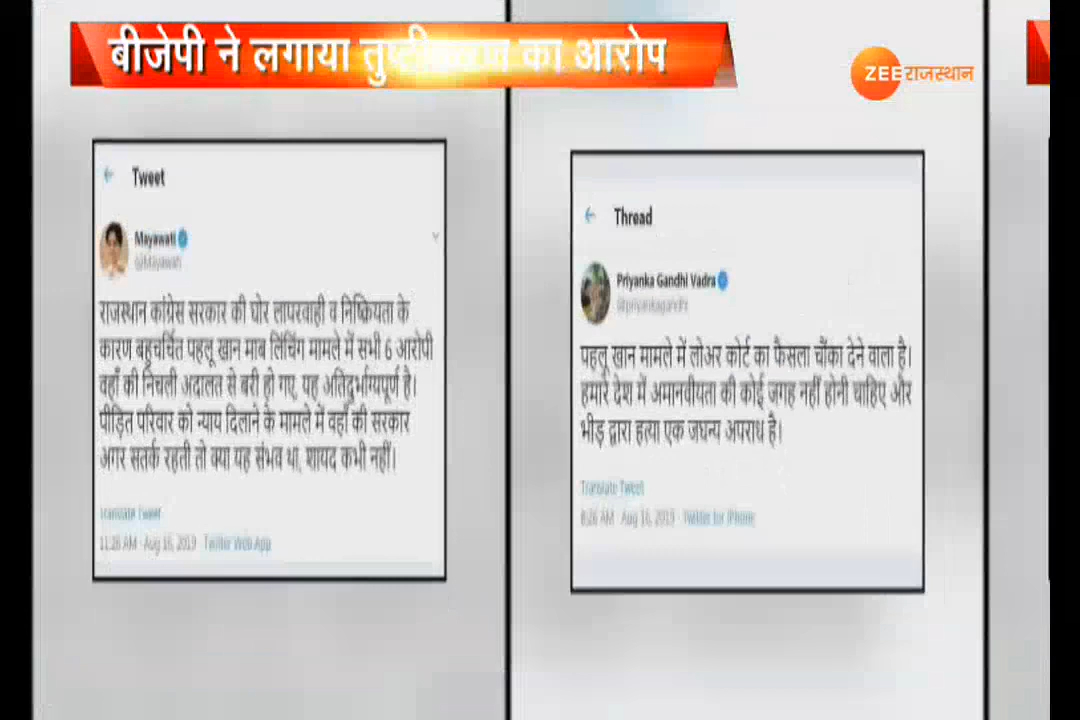 बीजेपी ने लगाया तुष्टीकरण का आरोप
ZEE राजस्थान
Tweet
Mayawati
@Mayawati
राजस्थान कांग्रेस सरकार की घोर लापरवाही व निष्क्रियता के
कारण बहुचर्चित पहलू खान माब लिंचिंग मामले में सभी 6 आरोपी
वहाँ की निचली अदालत से बरी हो गए, यह अतिदुर्भाग्यपूर्ण है।
पीड़ित परिवार को न्याय दिलाने के मामले में वहाँ की सरकार
अगर सतर्क रहती तो क्या यह संभव था, शायद कभी नहीं।
Translate Tweet
11:26 AM · Aug 16, 2019 · Twitter Web App
Thread
Priyanka Gandhi Vadra
@priyankagandhi
पहलू खान मामले में लोअर कोर्ट का फैसला चौंका देने वाला है।
हमारे देश में अमानवीयता की कोई जगह नहीं होनी चाहिए और
भीड़ द्वारा हत्या एक जघन्य अपराध है।
Translate Tweet
8:26 AM · Aug 16, 2019 · Twitter for iPhone